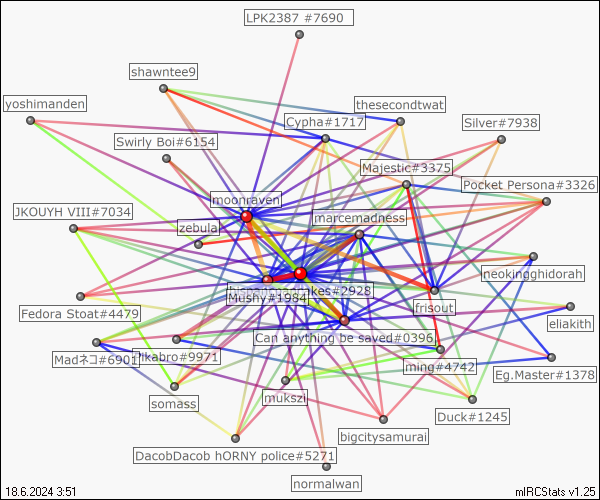 LPK2387 #7690
shawntee9
yoshimanden
thesecondtwat
Cypha#1717
Silver#7938
Swirly Boi#6154
Majestic#3375
Pocket Persona#3326
moonraven
JKOUYH VIII#7034
marcemadness
zebula
neokingghidorah
Mushy#1984
#2928
frisout
Fedora Stoat#4479
eliakith
Can anything be saved#0396
Madネコ#6901
#9971
ming#4742
Eg.Master#1378
somass
mukszi
Duck#1245
bigcitysamurai
DacobDacob hORNY police#5271
normalwan
18.6.2024 3:51
mIRCStats v1.25